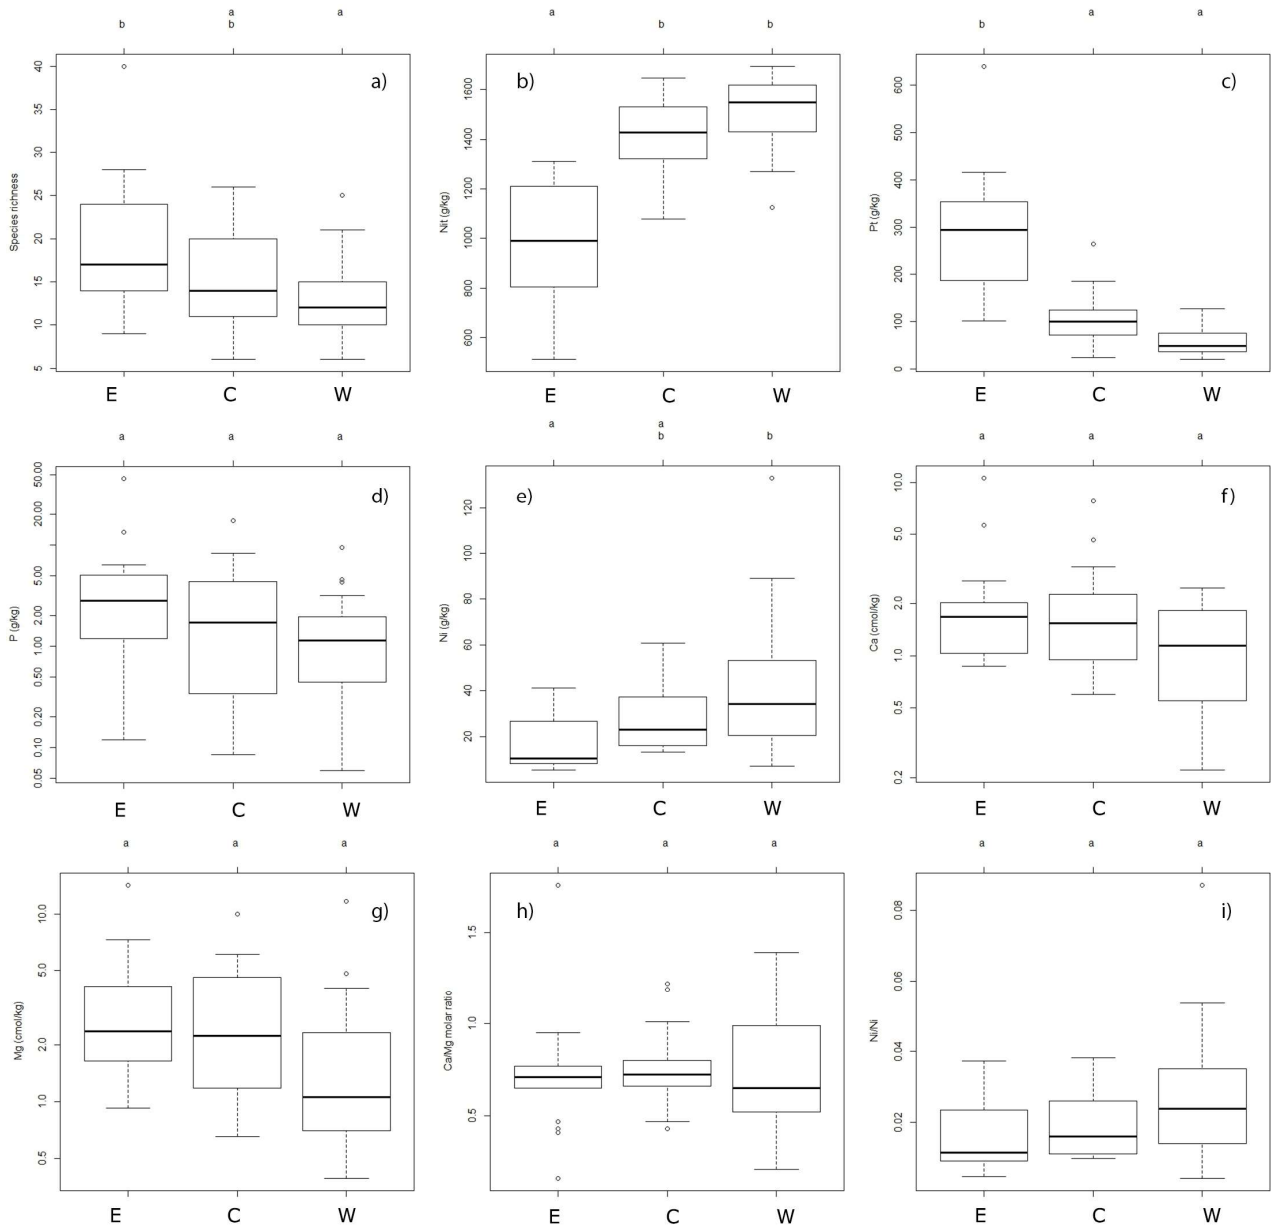 a a a
b b
b a a
b b
a) b) c)
40
35
30
25
20
15
10
5
Species richness
1600
1400
1200
1000
800
600
Nit (g/kg)
600
500
400
300
200
100
0
Pt (g/kg)
E C W
E C W
E C W
a a a
a
a
b b
a a a
d) e) f)
50.00
20.00
5.00
2.00
1.00
0.50
0.20
0.10
0.05
P (g/kg)
120
100
80
60
40
20
Ni (g/kg)
10.0
5.0
2.0
1.0
0.5
0.2
Ca (cmol/kg)
E C W
E C W
E C W
a a a
a a a
a a a
g) h) i)
10.0
5.0
2.0
1.0
0.5
Mg (cmol/kg)
1.5
1.0
0.5
Ca/Mg molar ratio
0.08
0.06
0.04
0.02
Ni/Ni
E C W
E C W
E C W